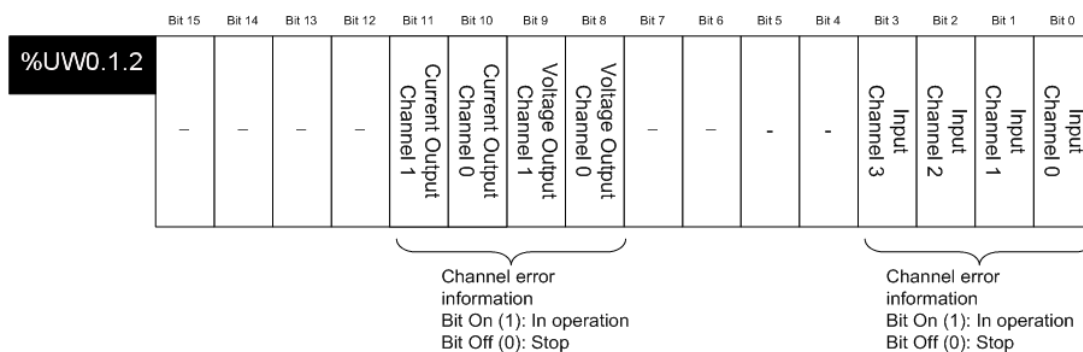 Bit 15 Bit 14 Bit 13 Bit 12 Bit 11 Bit 10 Bit 9 Bit 8 Bit 7 Bit 6 Bit 5 Bit 4 Bit 3 Bit 2 Bit 1 Bit 0
%UW0.1.2
–
–
–
–
Current Output
Channel 1
Current Output
Channel 0
Voltage Output
Channel 1
Voltage Output
Channel 0
–
–
-
-
Input
Channel 3
Input
Channel 2
Input
Channel 1
Input
Channel 0
Channel error
information
Bit On (1): In operation
Bit Off (0): Stop
Channel error
information
Bit On (1): In operation
Bit Off (0): Stop